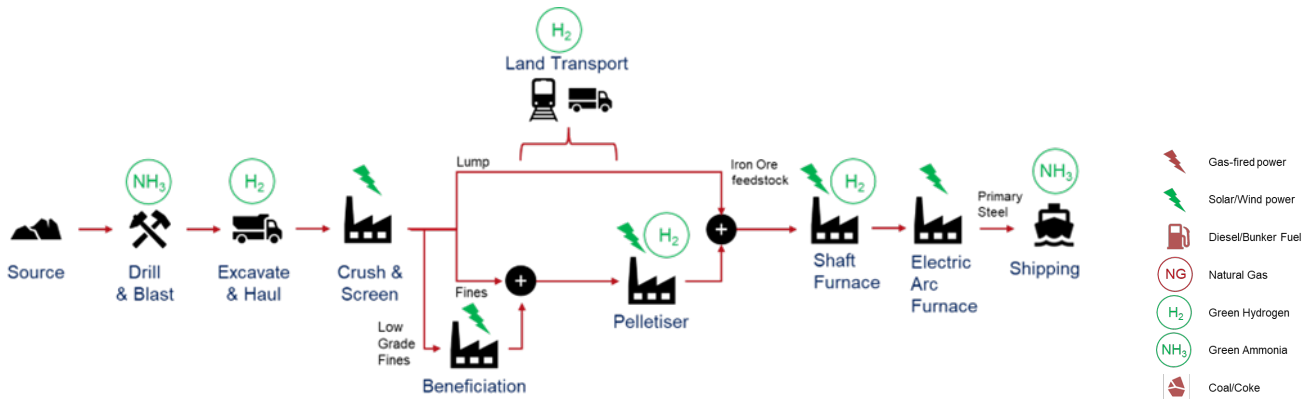 H₂
Land Transport
NH₃
H₂
Lump
Iron Ore
feedstock
H₂
NH₃
Primary
Steel
H₂
Source
Drill
& Blast
Excavate
& Haul
Crush &
Screen
Fines
Low
Grade
Fines
Beneficiation
Pelletiser
Shaft
Furnace
Electric
Arc
Furnace
Shipping
Gas-fired power
Solar/Wind power
Diesel/Bunker Fuel
NG
Natural Gas
H₂
Green Hydrogen
NH₃
Green Ammonia
Coal/Coke